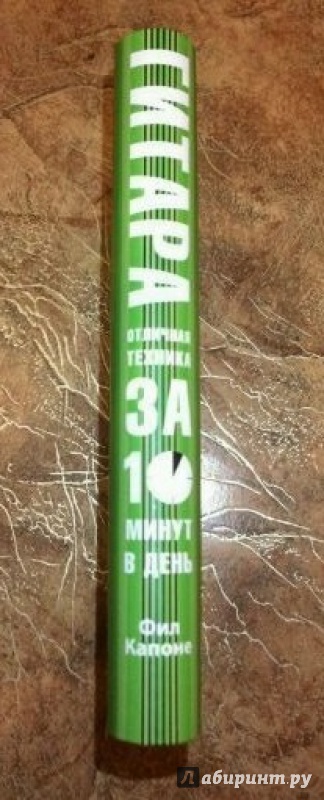 ГИТАРА
ОТЛИЧНАЯ
ТЕХНИКА
ЗА
10
МИНУТ
В ДЕНЬ
Фил
Капоне
Лабиринт.ру